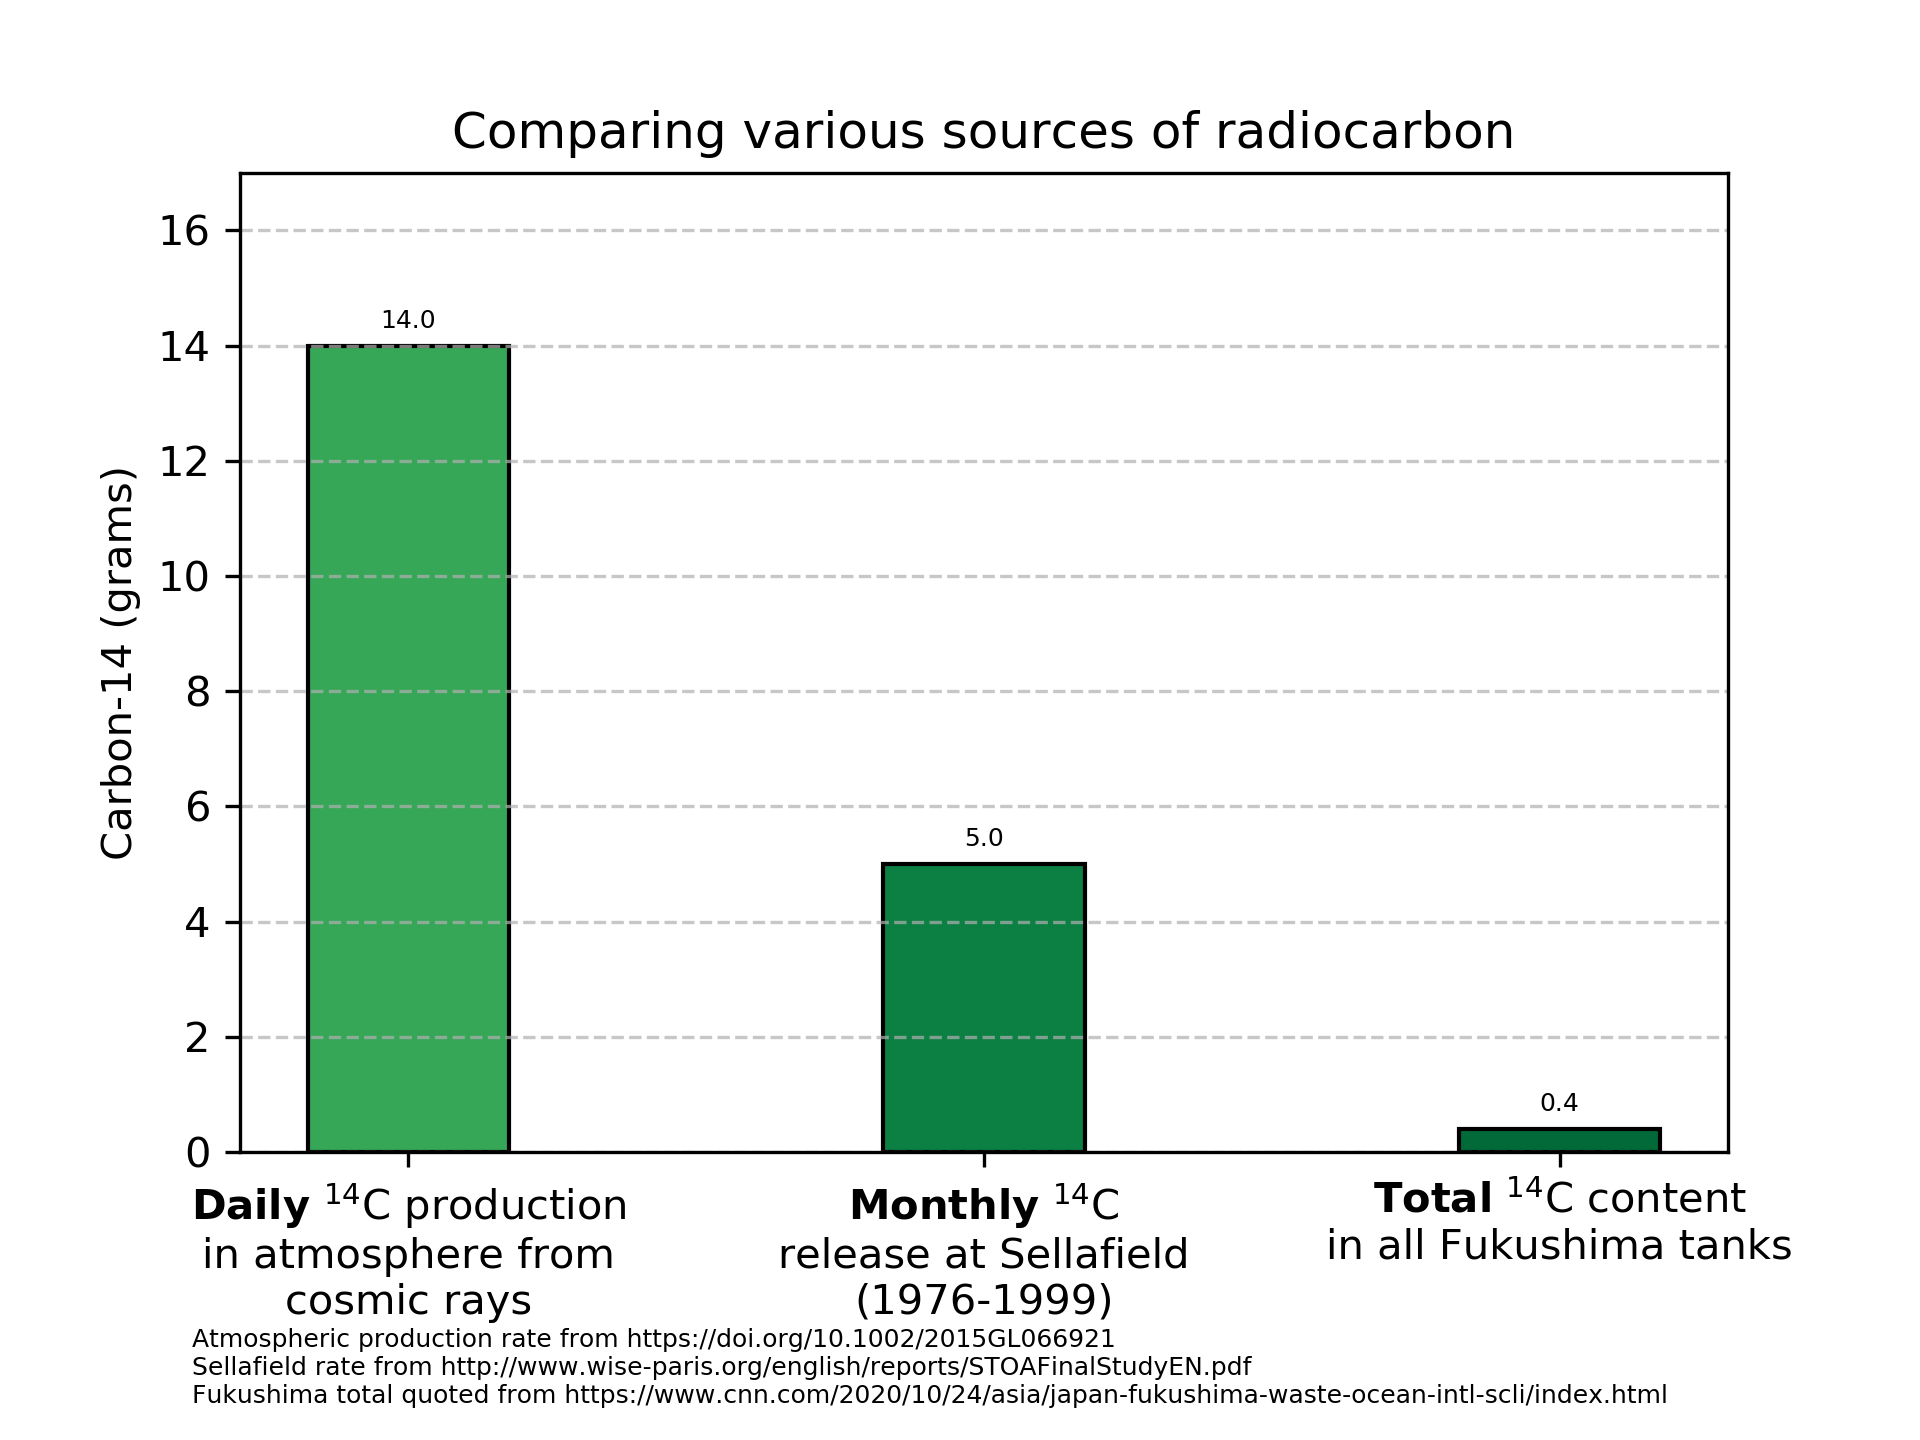 Comparing various sources of radiocarbon
Carbon-14 (grams)
16
14
12
10
8
6
4
2
0
14.0
5.0
0.4
Daily ¹⁴C production
in atmosphere from
cosmic rays
Monthly ¹⁴C
release at Sellafield
(1976-1999)
Total ¹⁴C content
in all Fukushima tanks
Atmospheric production rate from https://doi.org/10.1002/2015GL066921
Sellafield rate from http://www.wise-paris.org/english/reports/STOAFinalStudyEN.pdf
Fukushima total quoted from https://www.cnn.com/2020/10/24/asia/japan-fukushima-waste-ocean-intl-scli/index.html